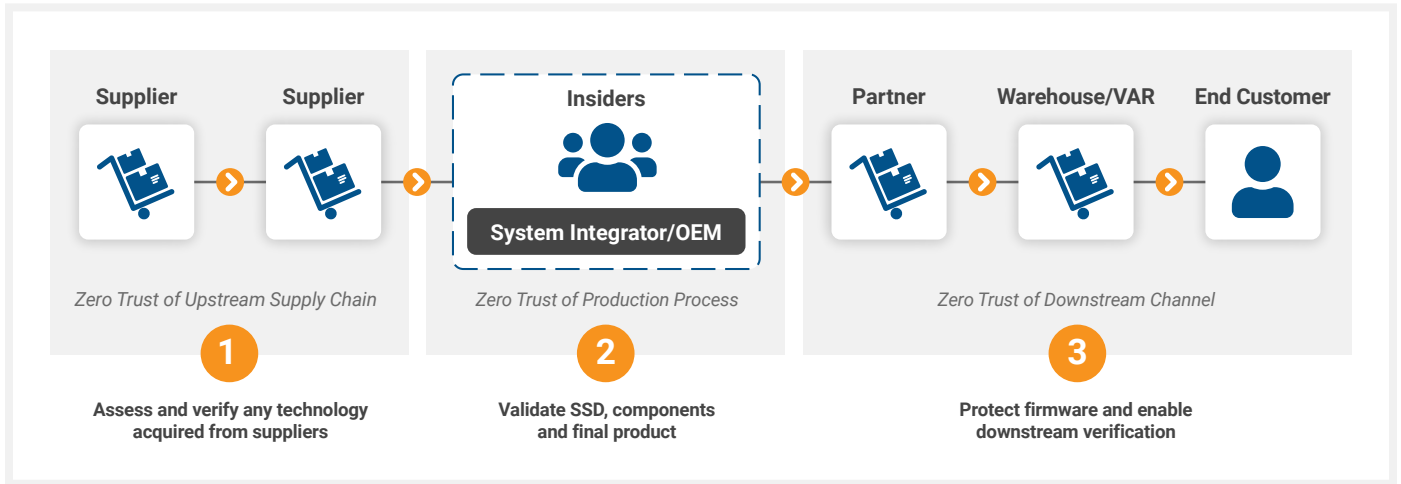 Supplier
Supplier
Insiders
System Integrator/OEM
Partner
Warehouse/VAR
End Customer
Zero Trust of Upstream Supply Chain
Zero Trust of Production Process
Zero Trust of Downstream Channel
1
2
3
Assess and verify any technology
acquired from suppliers
Validate SSD, components
and final product
Protect firmware and enable
downstream verification